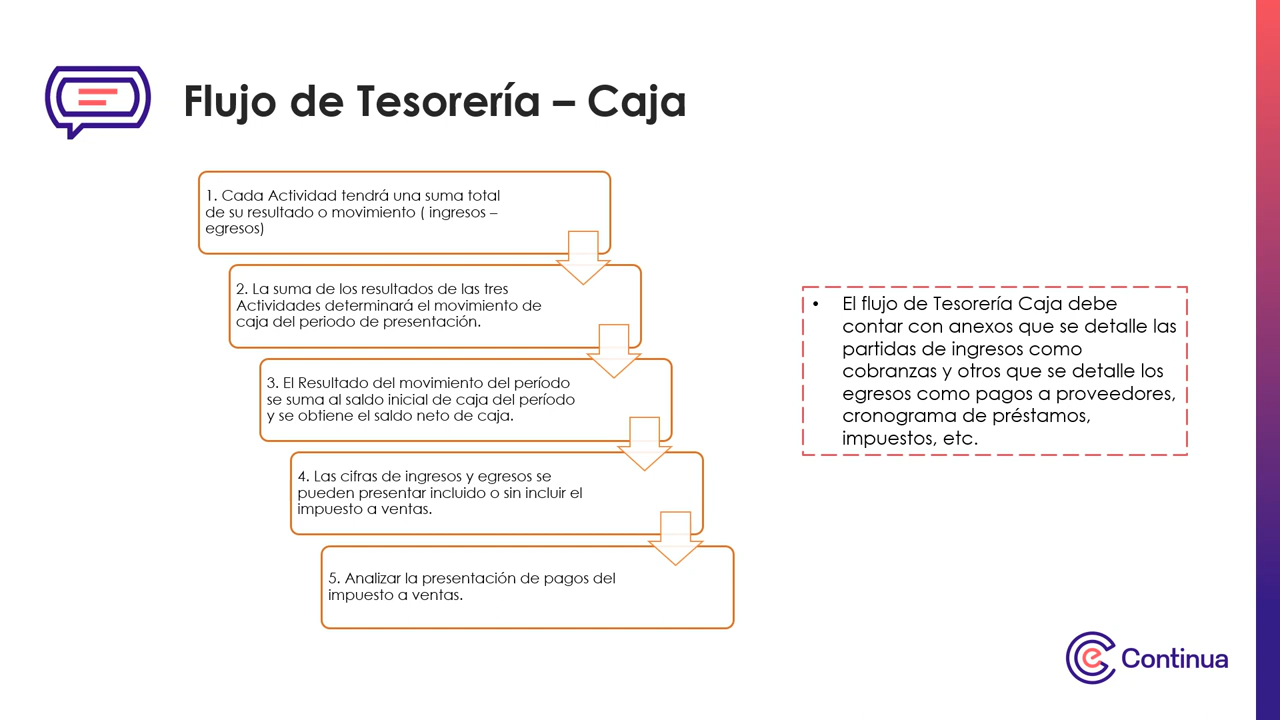 Flujo de Tesorería – Caja
1. Cada Actividad tendrá una suma total
de su resultado o movimiento ( ingresos –
egresos)
2. La suma de los resultados de las tres
Actividades determinará el movimiento de
caja del periodo de presentación.
3. El Resultado del movimiento del período
se suma al saldo inicial de caja del período
y se obtiene el saldo neto de caja.
4. Las cifras de ingresos y egresos se
pueden presentar incluido o sin incluir el
impuesto a ventas.
5. Analizar la presentación de pagos del
impuesto a ventas.
• El flujo de Tesorería Caja debe
contar con anexos que se detalle las
partidas de ingresos como
cobranzas y otros que se detalle los
egresos como pagos a proveedores,
cronograma de préstamos,
impuestos, etc.
Continua